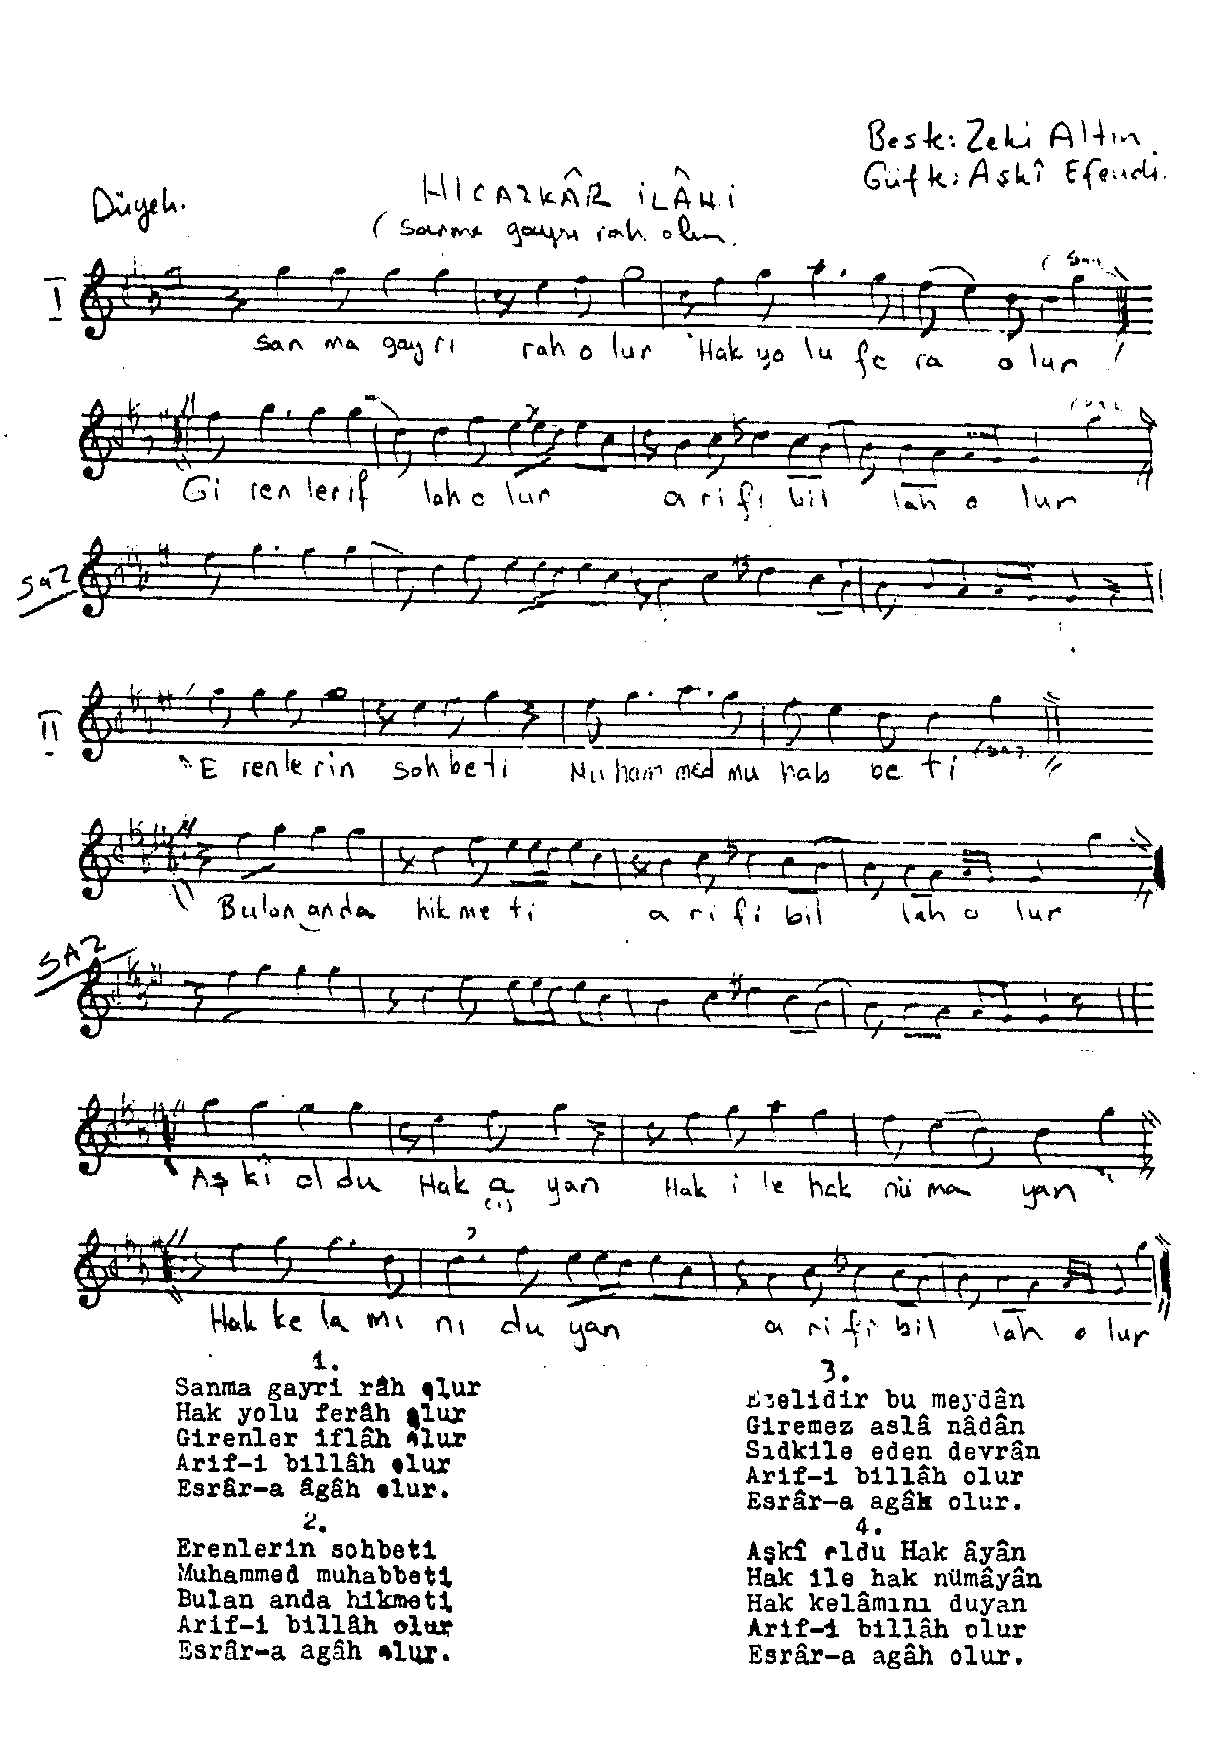 Beste: Zeki Altın
Güfte: Aşkî Efendi.
Düyek.
HİCAZKÂR İLÂHİ
(Sanma gayrı rah olur.
I
(Saz
San ma gay rı rah o lur Hak yo lu fe ra o lur
Gi ren ler if lah o lur a ri fi bil lah o lur
SAZ
II
E ren le rin soh be ti Mu ham med mu hab be ti (SAZ
Bu lan an da hik me ti a ri fi bil lah o lur
SAZ
Aş kî ol du Hak a yan Hak i le hak nü ma yan
(i)
Hak ke la mı nı du yan a ri fi bil lah o lur
1.
Sanma gayri râh olur
Hak yolu ferâh olur
Girenler iflâh olur
Arif-i billâh olur
Esrâr-a âgâh olur.
2.
Erenlerin sohbeti
Muhammed muhabbeti
Bulan anda hikmeti
Arif-i billâh olur
Esrâr-a agâh olur.
3.
Ezelidir bu meydân
Giremez aslâ nâdân
Sıdkile eden devrân
Arif-i billâh olur
Esrâr-a agâh olur.
4.
Aşkî oldu Hak âyân
Hak ile hak nümâyân
Hak kelâmını duyan
Arif-i billâh olur
Esrâr-a agâh olur.